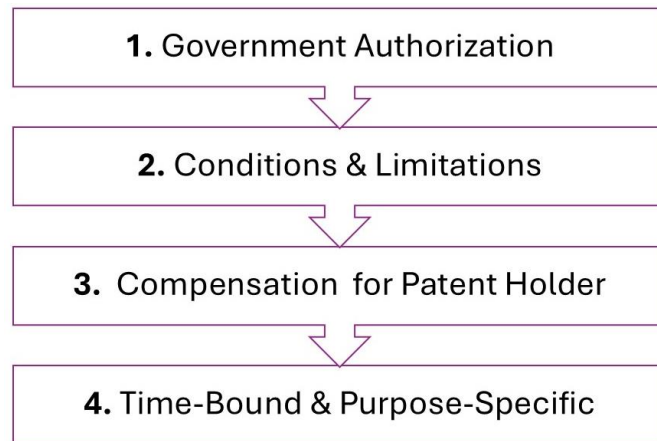 1. Government Authorization
2. Conditions & Limitations
3. Compensation for Patent Holder
4. Time-Bound & Purpose-Specific